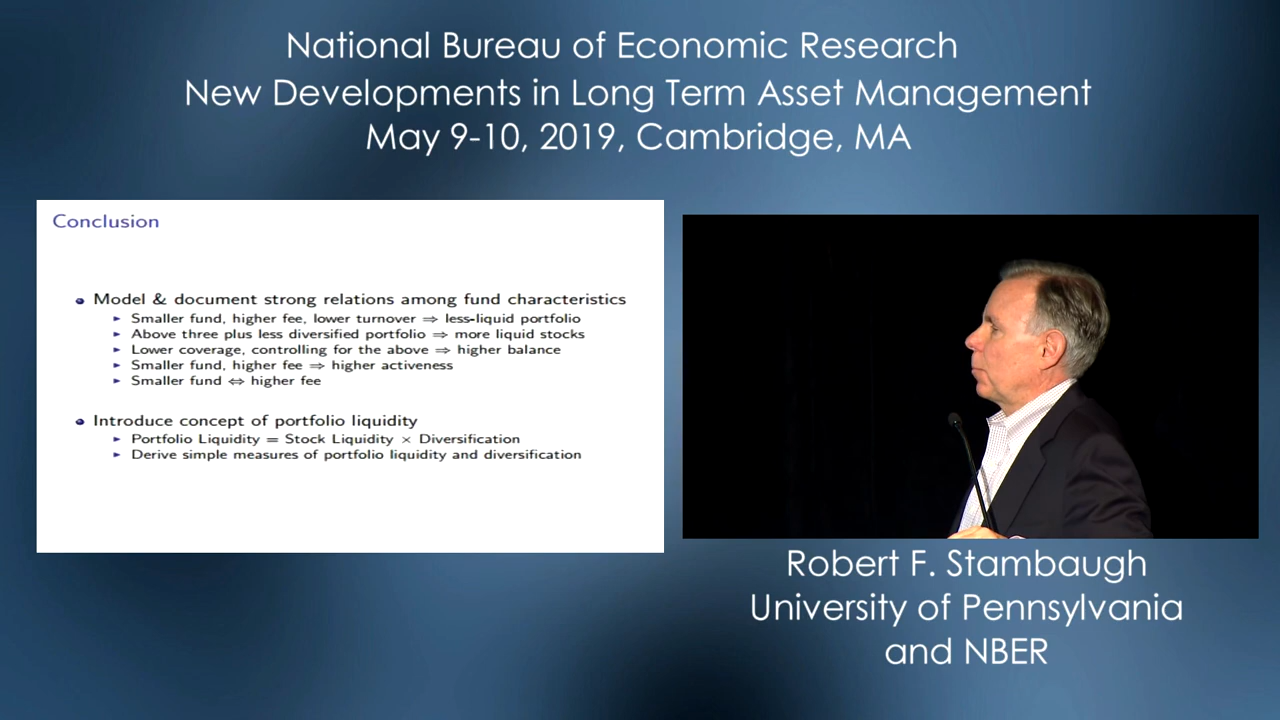 National Bureau of Economic Research
New Developments in Long Term Asset Management
May 9-10, 2019, Cambridge, MA
Conclusion
Model & document strong relations among fund characteristics
Smaller fund, higher fee, lower turnover ⇒ less-liquid portfolio
Above three plus less diversified portfolio ⇒ more liquid stocks
Lower coverage, controlling for the above ⇒ higher balance
Smaller fund, higher fee ⇒ higher activeness
Smaller fund ⇔ higher fee
Introduce concept of portfolio liquidity
Portfolio Liquidity = Stock Liquidity × Diversification
Derive simple measures of portfolio liquidity and diversification
Robert F. Stambaugh
University of Pennsylvania
and NBER